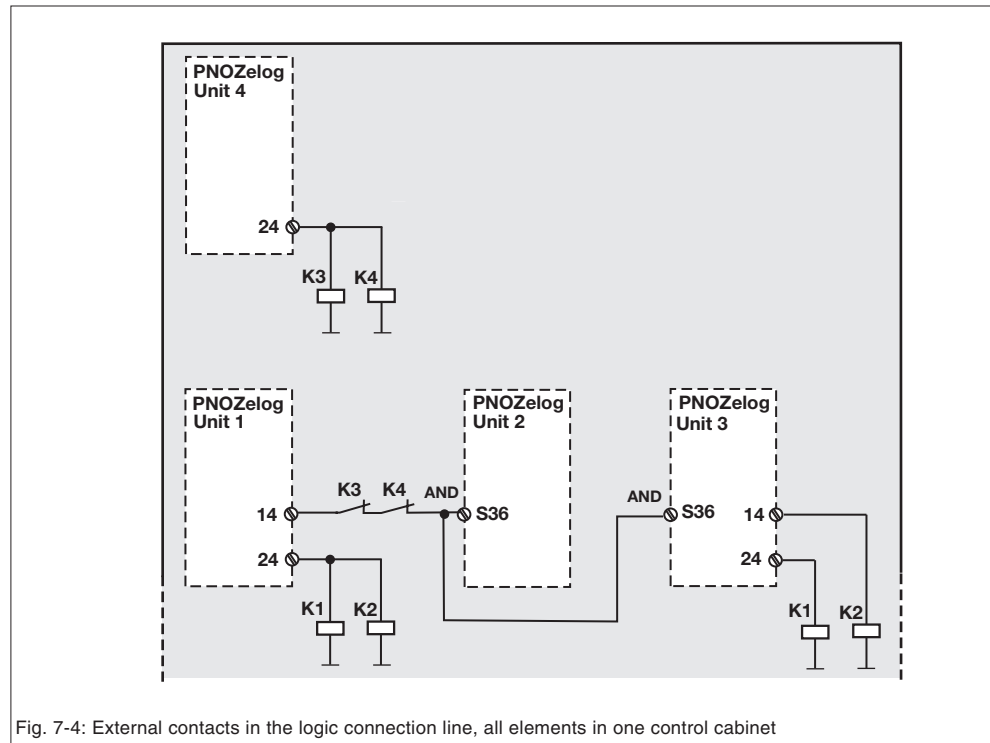 PNOZelog
Unit 4
24
K3 K4
PNOZelog
Unit 1
PNOZelog
Unit 2
PNOZelog
Unit 3
K3 K4 AND
AND
14
S36
S36
14
24
24
K1 K2
K1 K2
Fig. 7-4: External contacts in the logic connection line, all elements in one control cabinet